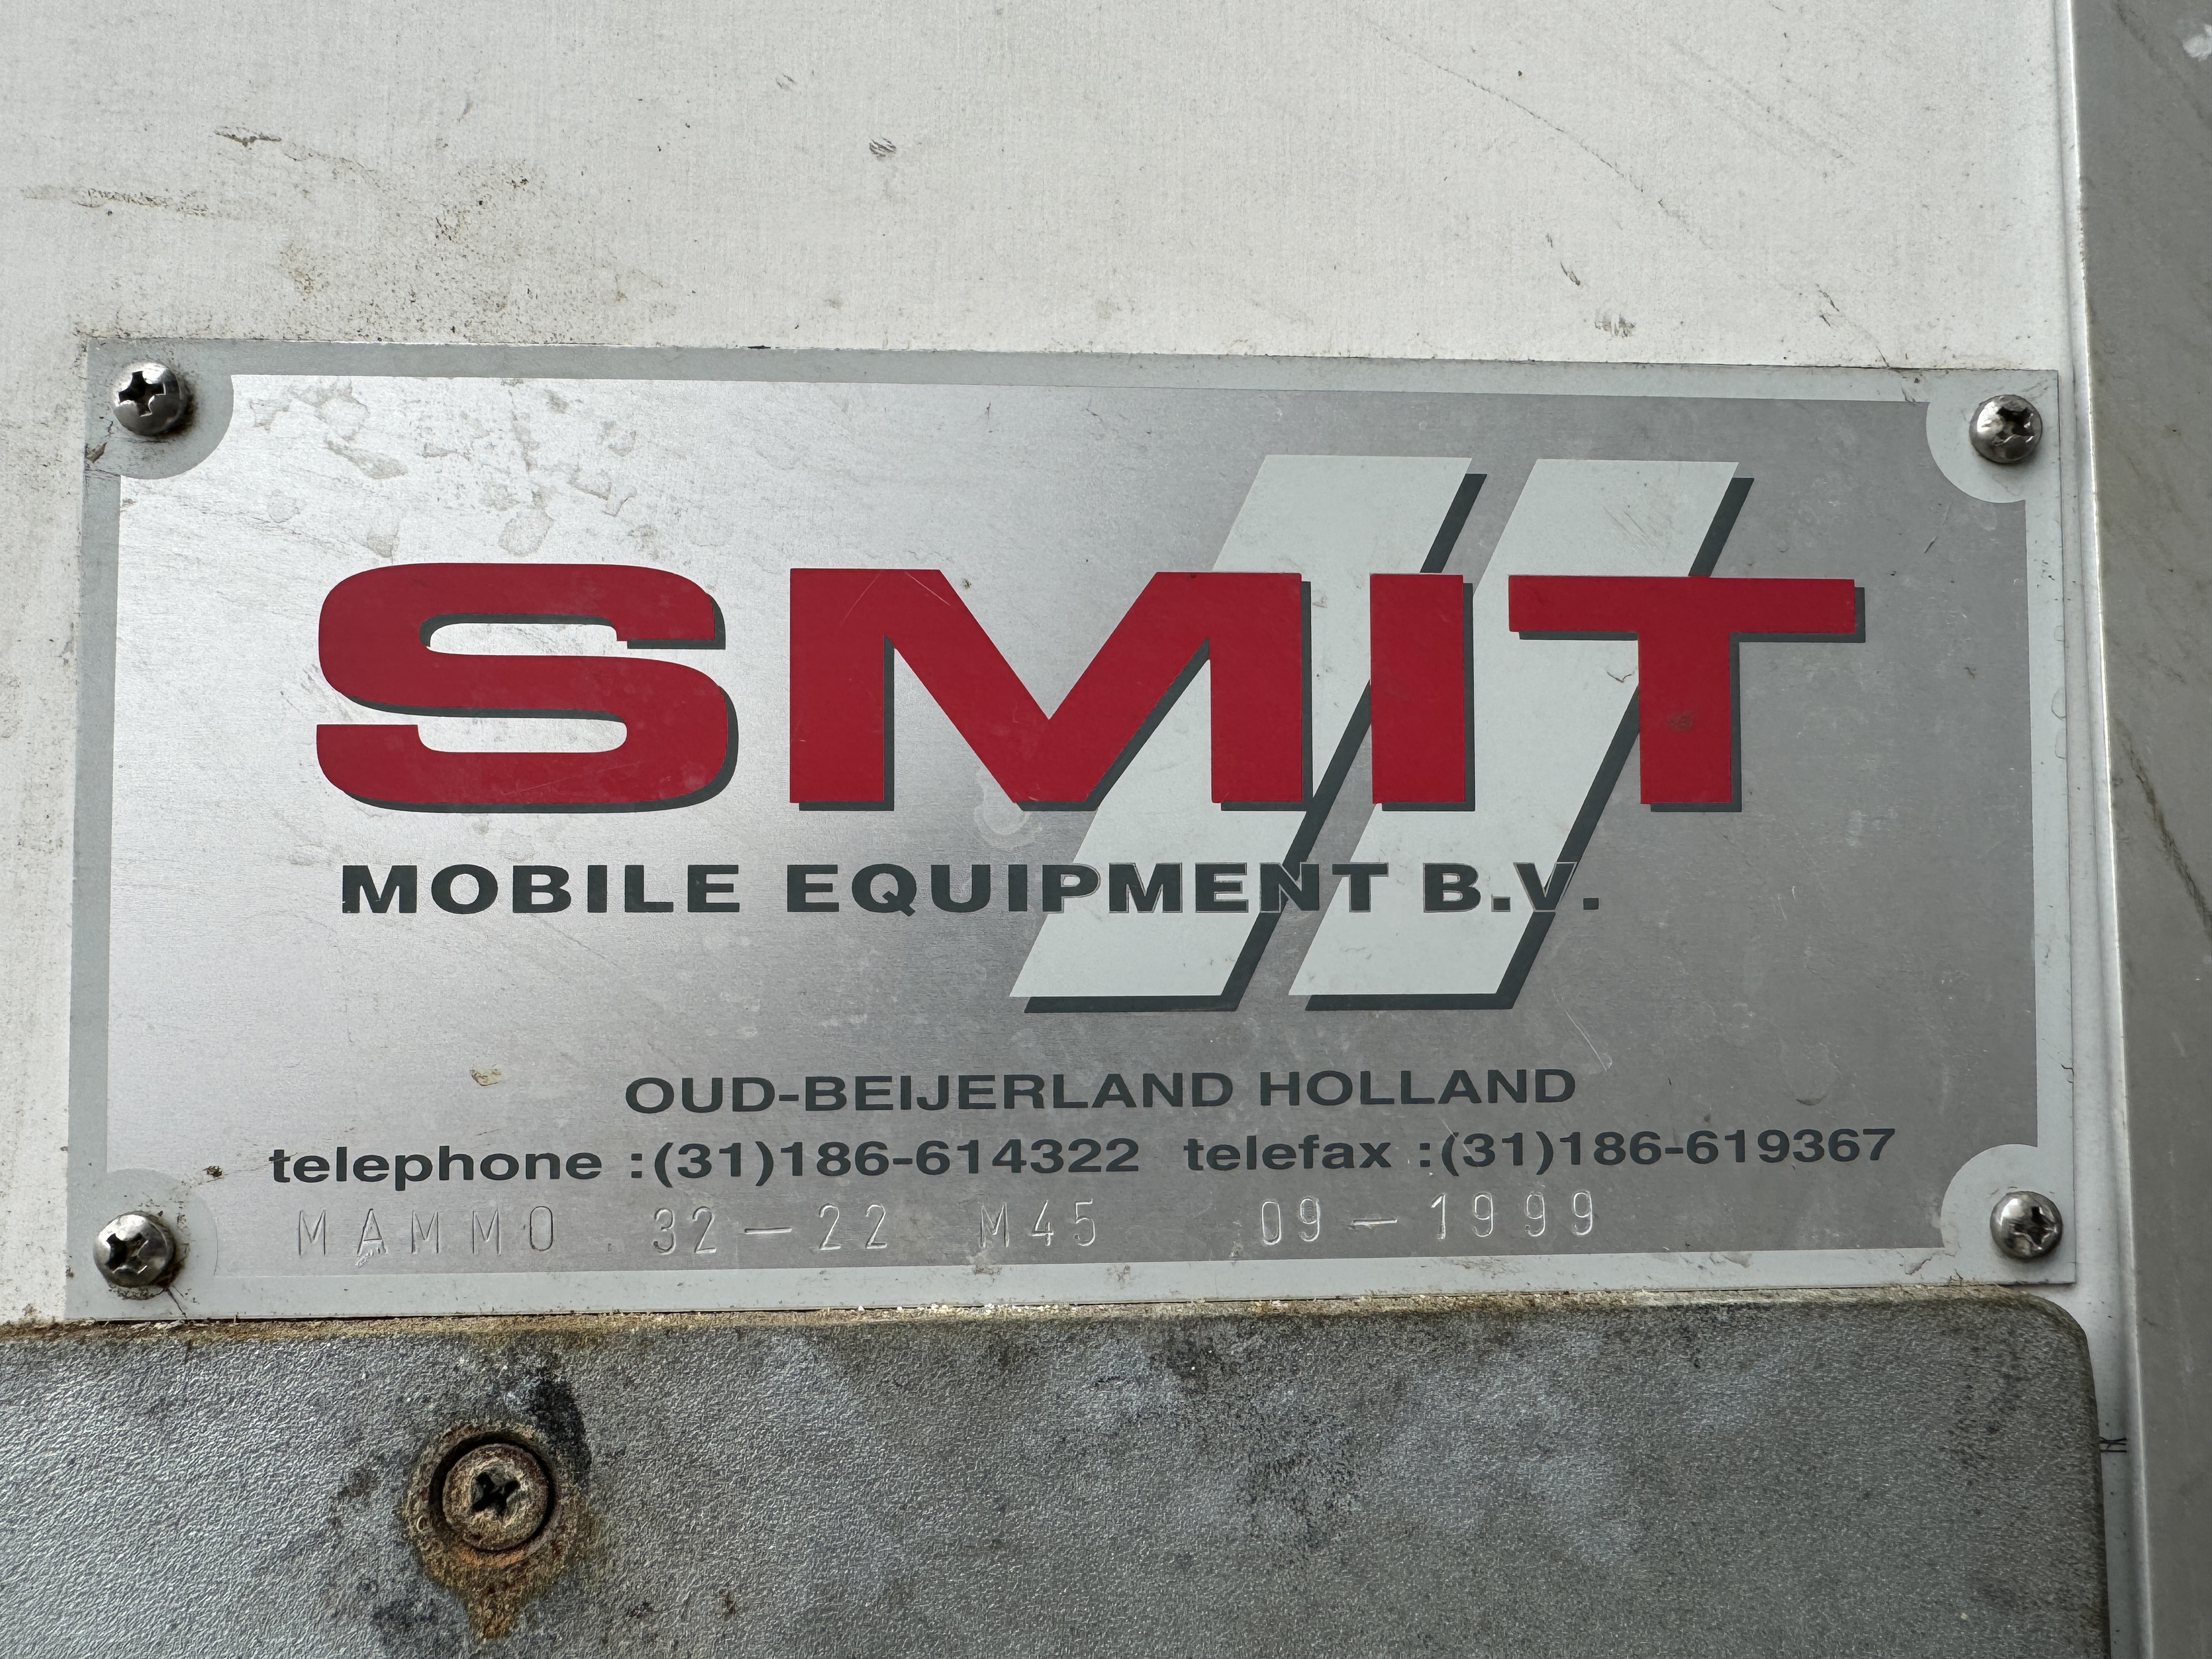 SMIT
MOBILE EQUIPMENT B.V.
OUD-BEIJERLAND HOLLAND
telephone :(31)186-614322 telefax :(31)186-619367
MAMMO 32-22 M45 09-1999